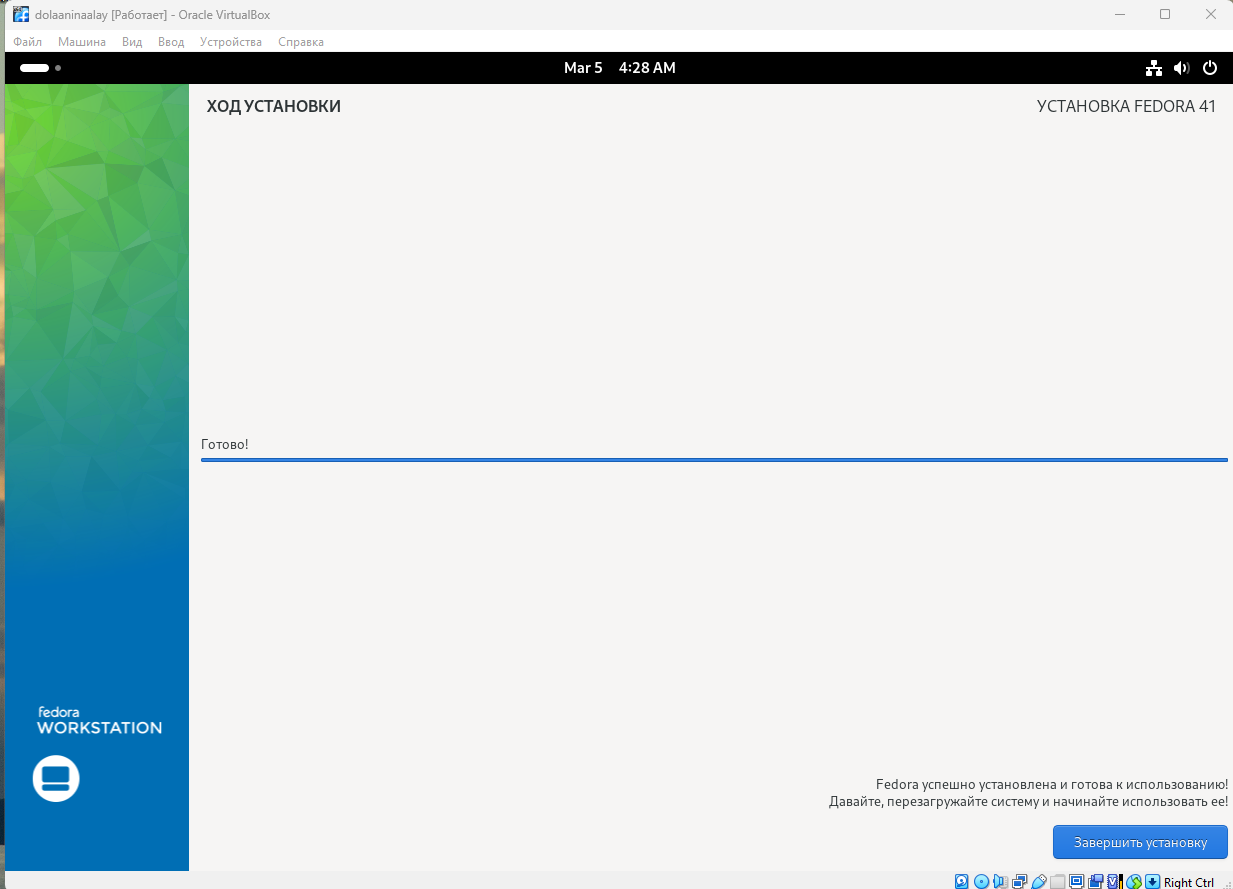 dolaaninaalay [Работает] - Oracle VirtualBox
Файл Машина Вид Ввод Устройства Справка
Mar 5 4:28 AM
ХОД УСТАНОВКИ
УСТАНОВКА FEDORA 41
Готово!
fedora
WORKSTATION
Fedora успешно установлена и готова к использованию!
Давайте, перезагружайте систему и начинайте использовать ее!
Завершить установку
Right Ctrl